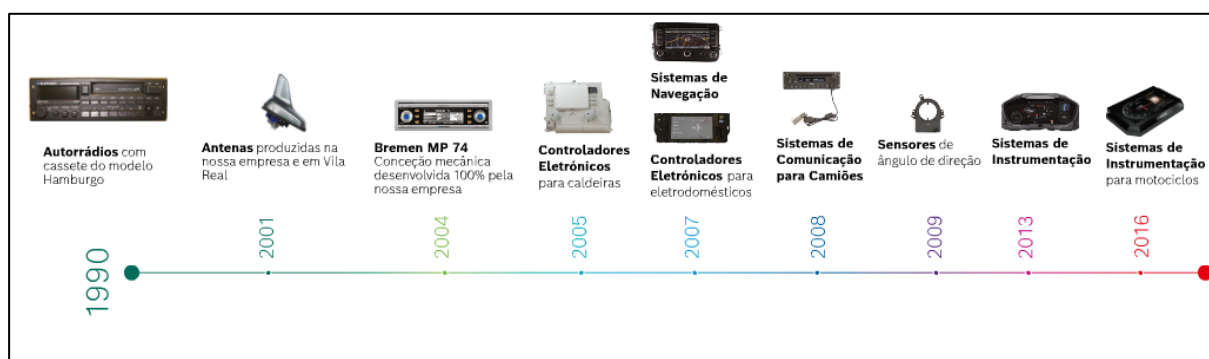 Autorrádios com
cassete do modelo
Hamburgo
Antenas produzidas na
nossa empresa e em Vila
Real
Bremen MP 74
Conceção mecânica
desenvolvida 100% pela
nossa empresa
Controladores
Eletrónicos
para caldeiras
Sistemas de
Navegação
Controladores
Eletrónicos para
eletrodomésticos
Sistemas de
Comunicação
para Camiões
Sensores de
ângulo de direção
Sistemas de
Instrumentação
Sistemas de
Instrumentação
para motociclos
1990
2001
2004
2005
2007
2008
2009
2013
2016